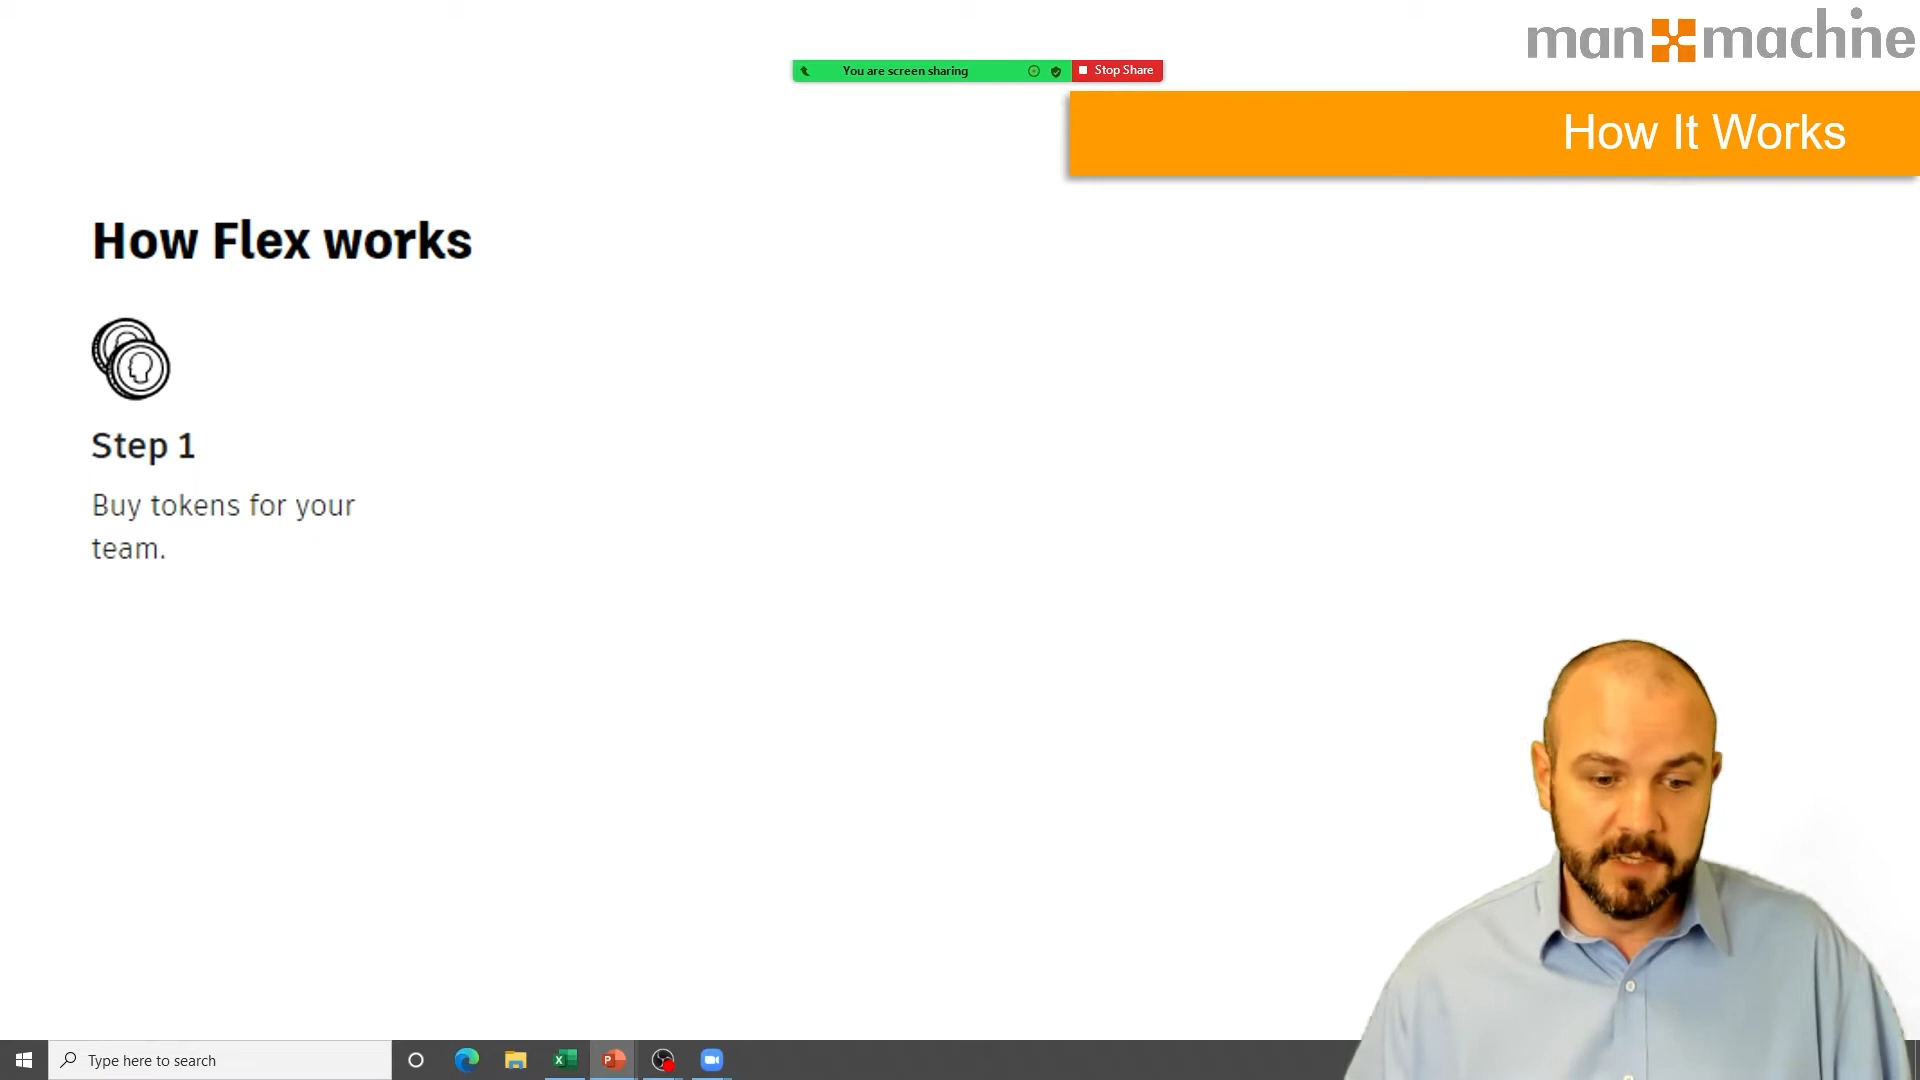 man machine
You are screen sharing
Stop Share
How It Works
How Flex works
Step 1
Buy tokens for your
team.
Type here to search